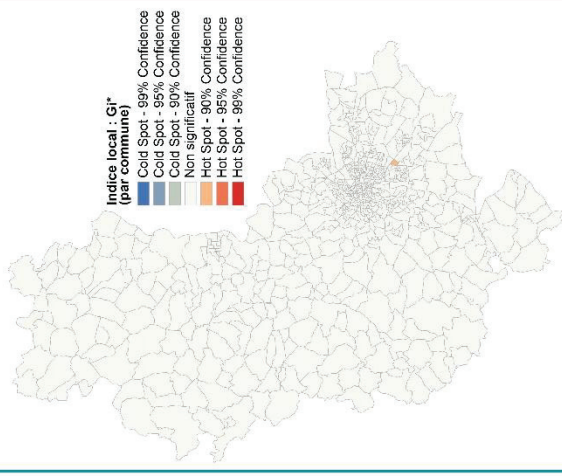 Indice local : Gi*
(par commune)
Cold Spot - 99% Confidence
Cold Spot - 95% Confidence
Cold Spot - 90% Confidence
Non significatif
Hot Spot - 90% Confidence
Hot Spot - 95% Confidence
Hot Spot - 99% Confidence